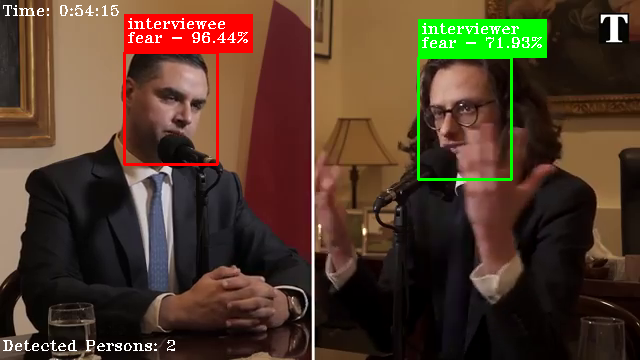 Time: 0:54:15
interviewee
fear - 96.44%
interviewer
fear - 71.93%
T
Detected Persons: 2